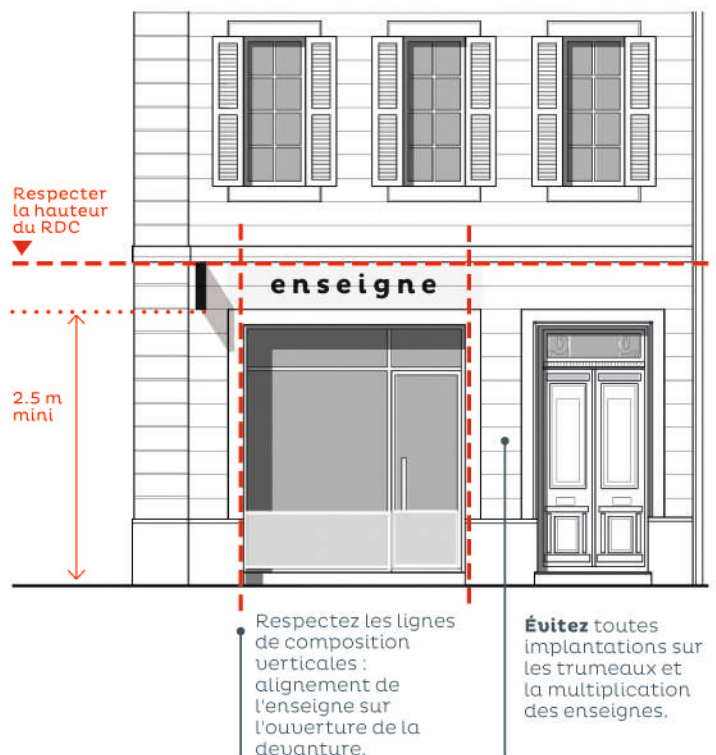 Respecter
la hauteur
du RDC
enseigne
2.5 m
mini
Respectez les lignes
de composition
verticales :
alignement de
l'enseigne sur
l'ouverture de la
devanture.
Évitez toutes
implantations sur
les trumeaux et
la multiplication
des enseignes.